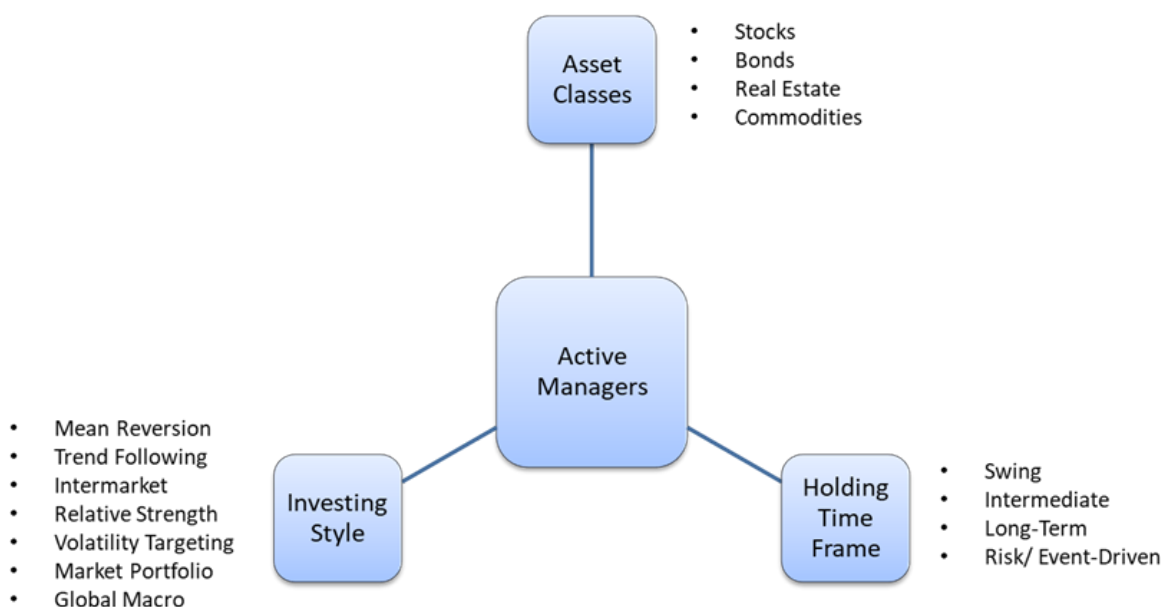 Asset
Classes
• Stocks
• Bonds
• Real Estate
• Commodities
Active
Managers
• Mean Reversion
• Trend Following
• Intermarket
• Relative Strength
• Volatility Targeting
• Market Portfolio
• Global Macro
Investing
Style
Holding
Time
Frame
• Swing
• Intermediate
• Long-Term
• Risk/ Event-Driven